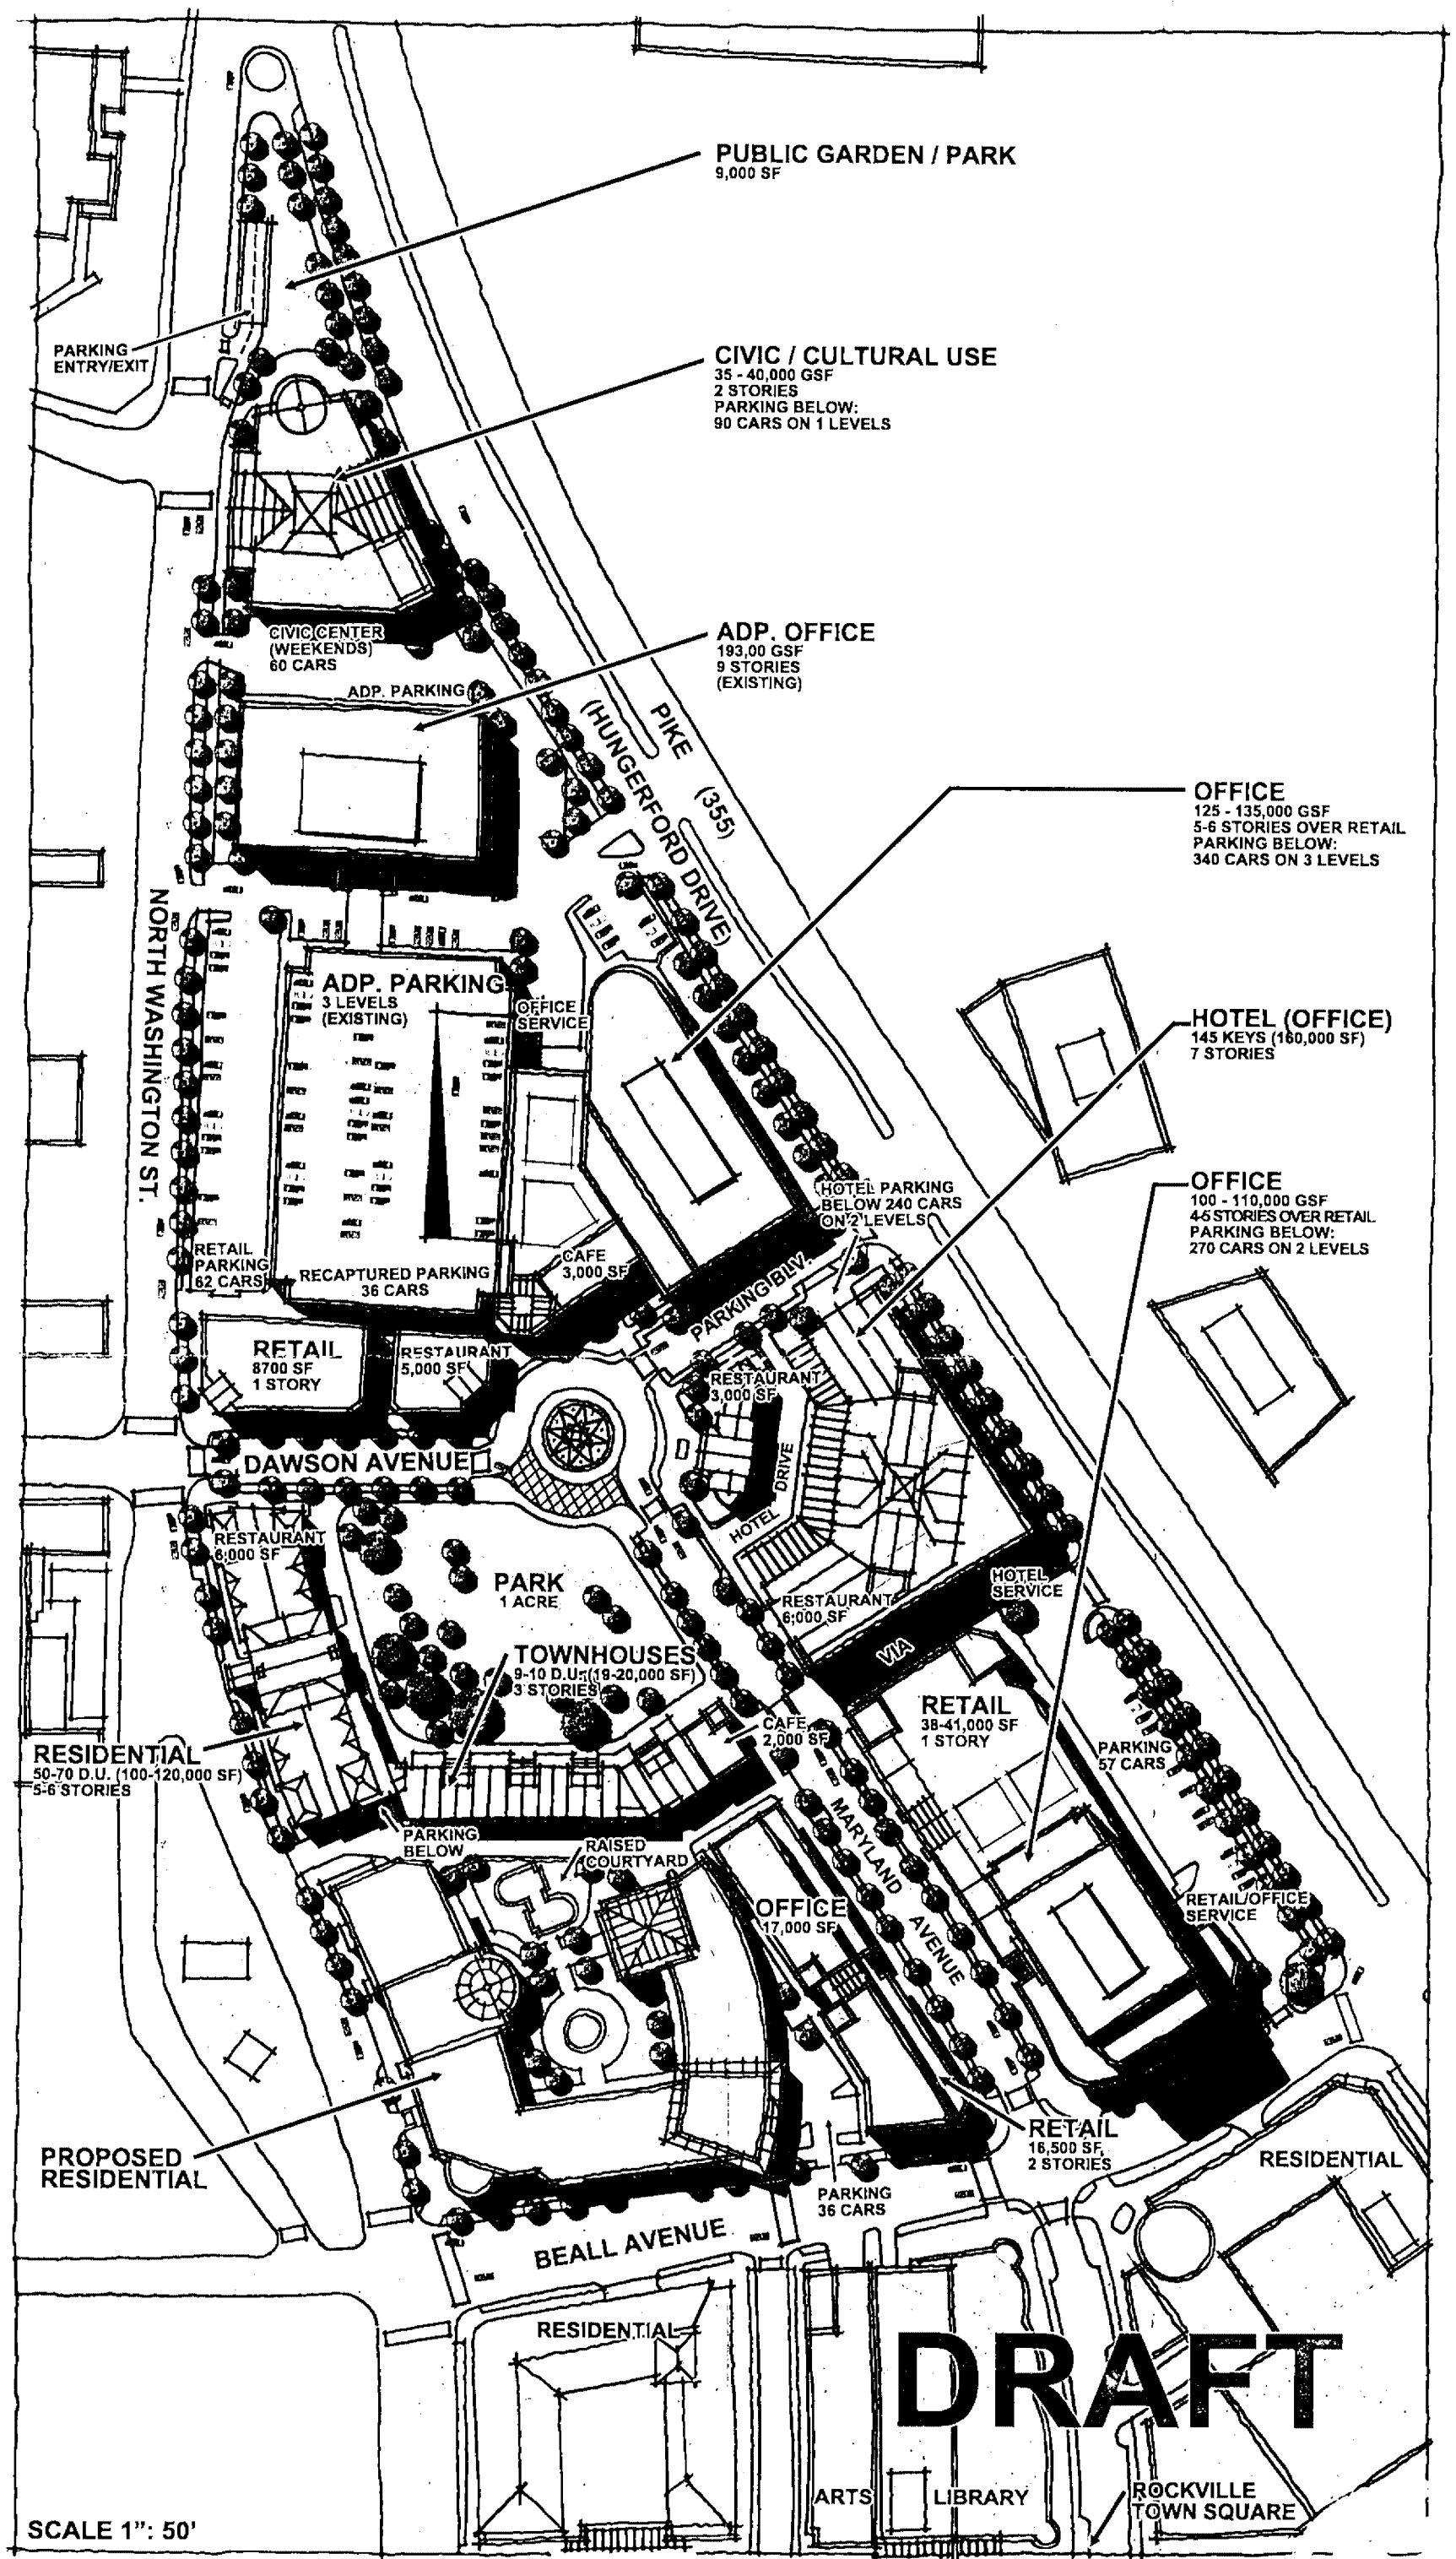 PUBLIC GARDEN / PARK
9,000 SF
PARKING
ENTRY/EXIT
CIVIC / CULTURAL USE
35 - 40,000 GSF
2 STORIES
PARKING BELOW:
90 CARS ON 1 LEVELS
CIVIC CENTER
(WEEKENDS)
60 CARS
ADP. OFFICE
193,00 GSF
9 STORIES
(EXISTING)
ADP. PARKING
PIKE (355)
(HUNGERFORD DRIVE)
OFFICE
125 - 135,000 GSF
5-6 STORIES OVER RETAIL
PARKING BELOW:
340 CARS ON 3 LEVELS
NORTH WASHINGTON ST.
ADP. PARKING
3 LEVELS
(EXISTING)
OFFICE
SERVICE
HOTEL (OFFICE)
145 KEYS (160,000 SF)
7 STORIES
OFFICE
100 - 110,000 GSF
4-5 STORIES OVER RETAIL
PARKING BELOW:
270 CARS ON 2 LEVELS
HOTEL PARKING
BELOW 240 CARS
ON 2 LEVELS
RETAIL
PARKING
62 CARS
RECAPTURED PARKING
36 CARS
CAFE
3,000 SF
PARKING BLV.
RETAIL
8700 SF
1 STORY
RESTAURANT
5,000 SF
RESTAURANT
3,000 SF
DAWSON AVENUE
HOTEL DRIVE
RESTAURANT
6,000 SF
PARK
1 ACRE
HOTEL
SERVICE
RESTAURANT
6,000 SF
VIA
TOWNHOUSES
9-10 D.U. (19-20,000 SF)
3 STORIES
RETAIL
38-41,000 SF
1 STORY
CAFE
2,000 SF
PARKING
57 CARS
RESIDENTIAL
50-70 D.U. (100-120,000 SF)
5-6 STORIES
PARKING
BELOW
RAISED
COURTYARD
MARYLAND AVENUE
OFFICE
17,000 SF
RETAIL/OFFICE
SERVICE
PROPOSED
RESIDENTIAL
RETAIL
16,500 SF
2 STORIES
RESIDENTIAL
PARKING
36 CARS
BEALL AVENUE
RESIDENTIAL
DRAFT
ARTS
LIBRARY
ROCKVILLE
TOWN SQUARE
SCALE 1": 50'